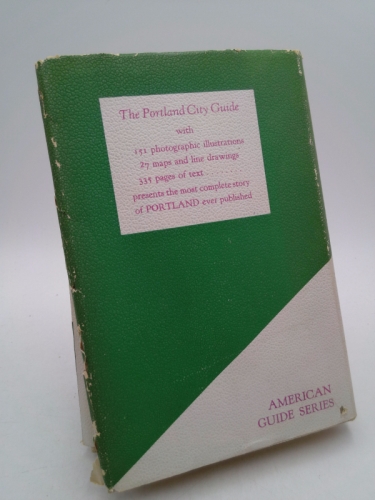 The Portland City Guide
with
151 photographic illustrations
27 maps and line drawings
335 pages of text
presents the most complete story
of PORTLAND ever published
AMERICAN
GUIDE SERIES